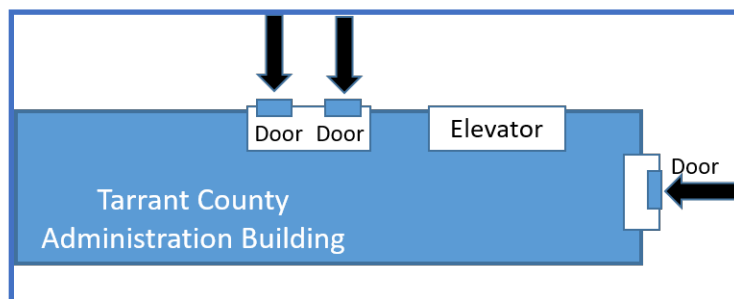 Door Door
Elevator
Door
Tarrant County
Administration Building